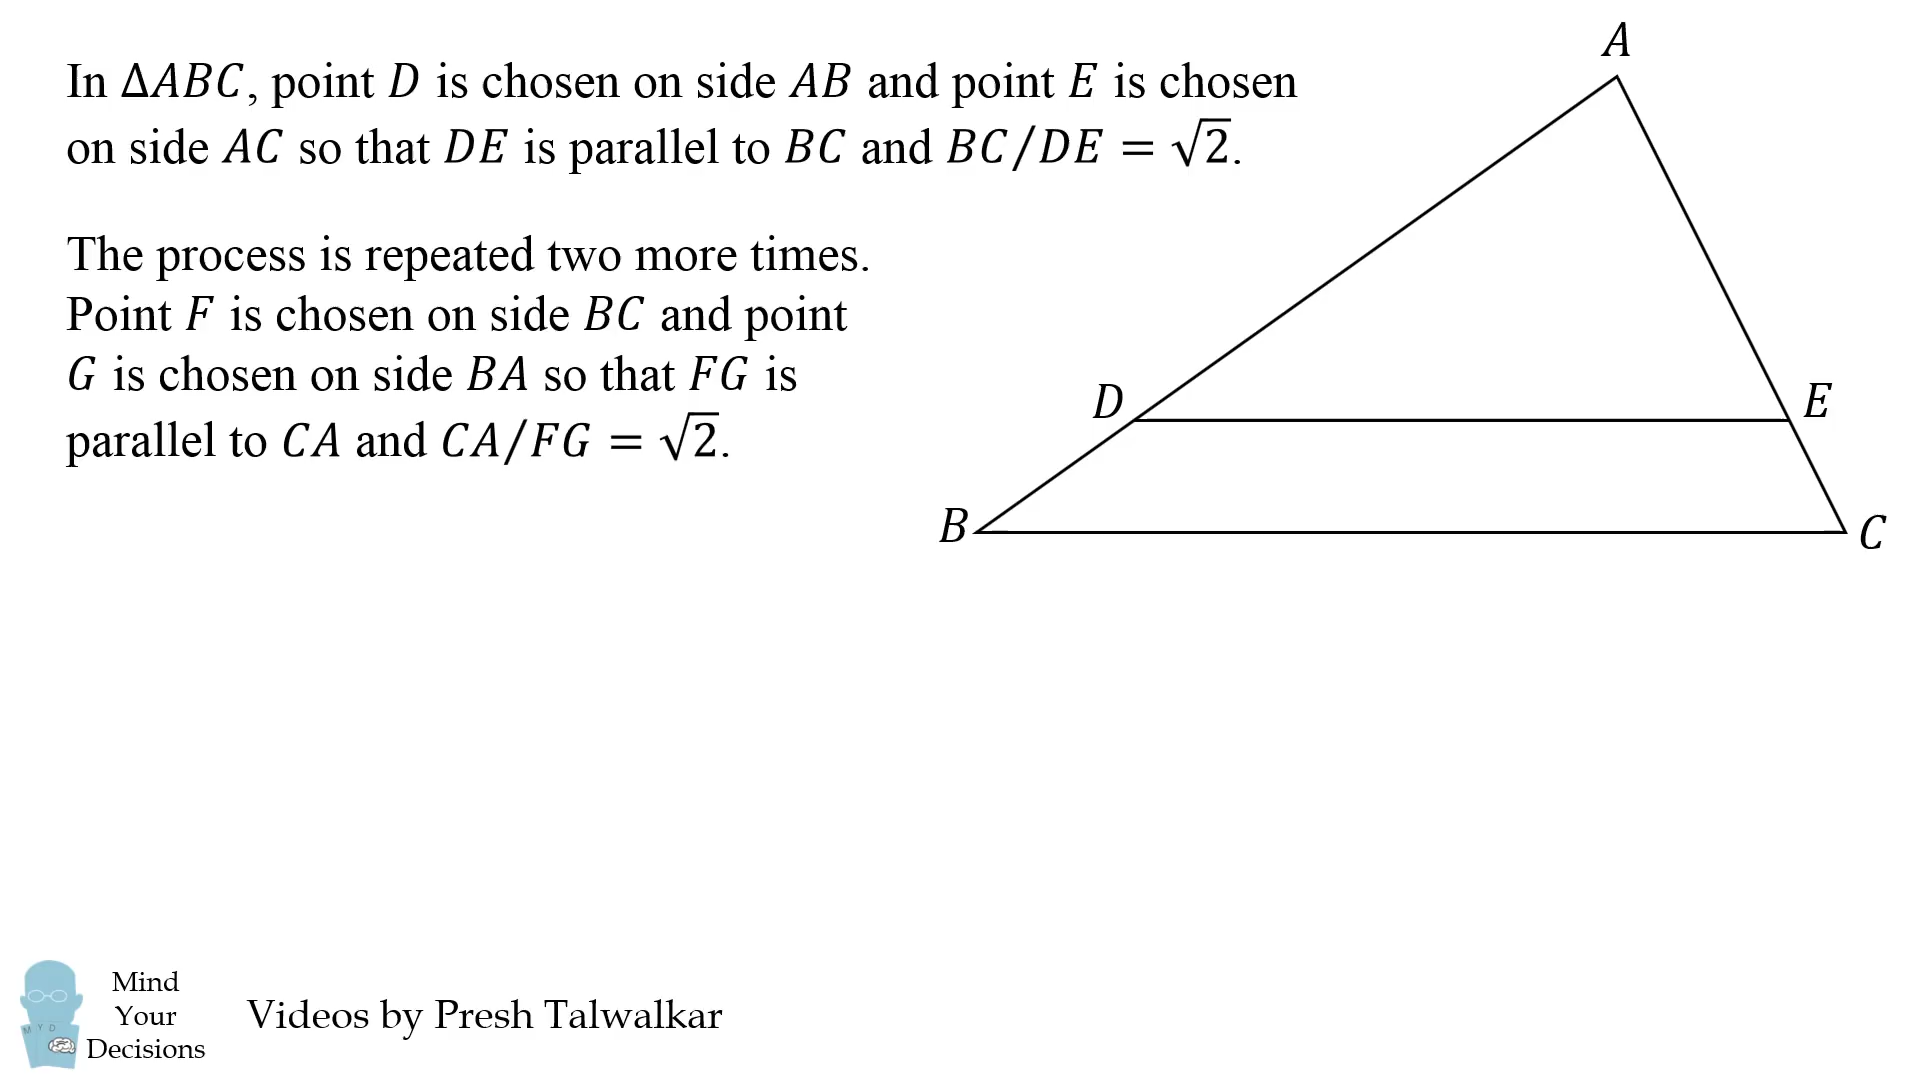 In ΔABC, point D is chosen on side AB and point E is chosen
on side AC so that DE is parallel to BC and BC/DE = √2.
The process is repeated two more times.
Point F is chosen on side BC and point
G is chosen on side BA so that FG is
parallel to CA and CA/FG = √2.
A
D
E
B
C
M Y D
Mind
Your
Decisions
Videos by Presh Talwalkar